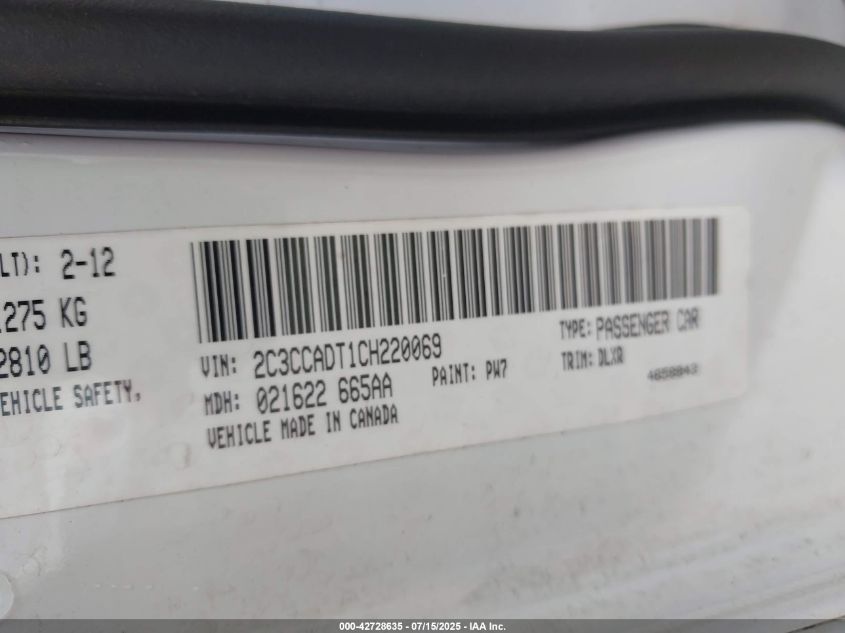 LT): 2-12
1275 KG
2810 LB
EHICLE SAFETY,
VIN: 2C3CCADT1CH220069
TYPE: PASSENGER CAR
MDH: 021622 665AA
PAINT: PW7
TRIM: DLXR
VEHICLE MADE IN CANADA
000-42728635 - 07/15/2025 - IAA Inc.